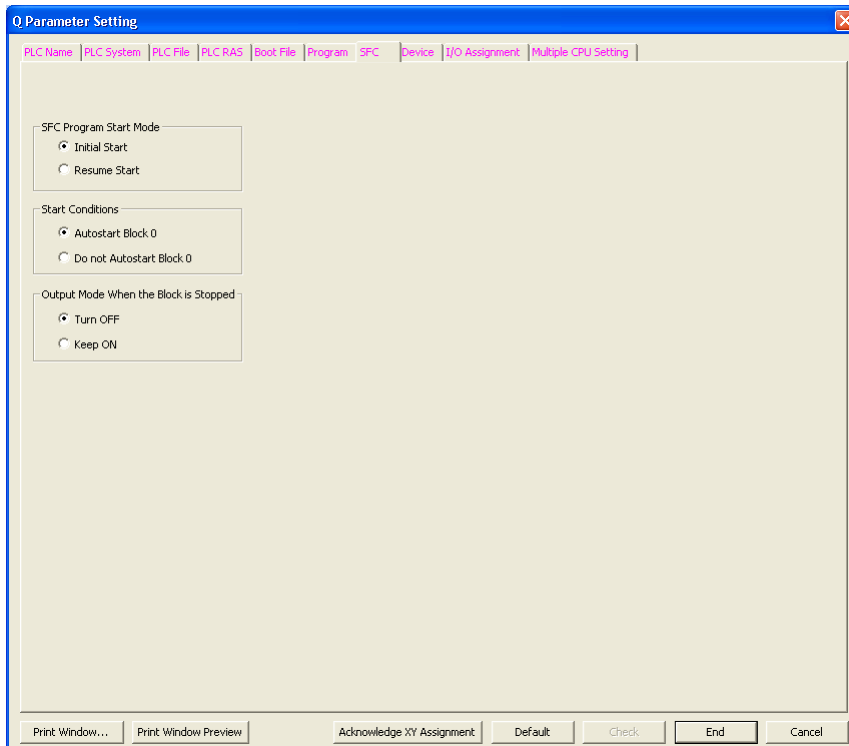 Q Parameter Setting
PLC Name PLC System PLC File PLC RAS Boot File Program SFC Device I/O Assignment Multiple CPU Setting
SFC Program Start Mode
Initial Start
Resume Start
Start Conditions
Autostart Block 0
Do not Autostart Block 0
Output Mode When the Block is Stopped
Turn OFF
Keep ON
Print Window... Print Window Preview Acknowledge XY Assignment Default Check End Cancel